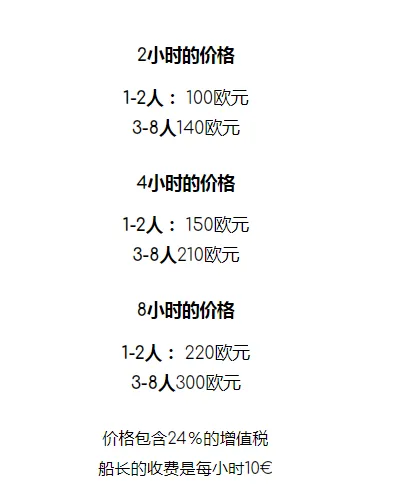 2小时的价格
1-2人： 100欧元
3-8人140欧元
4小时的价格
1-2人： 150欧元
3-8人210欧元
8小时的价格
1-2人： 220欧元
3-8人300欧元
价格包含24%的增值税
船长的收费是每小时10€